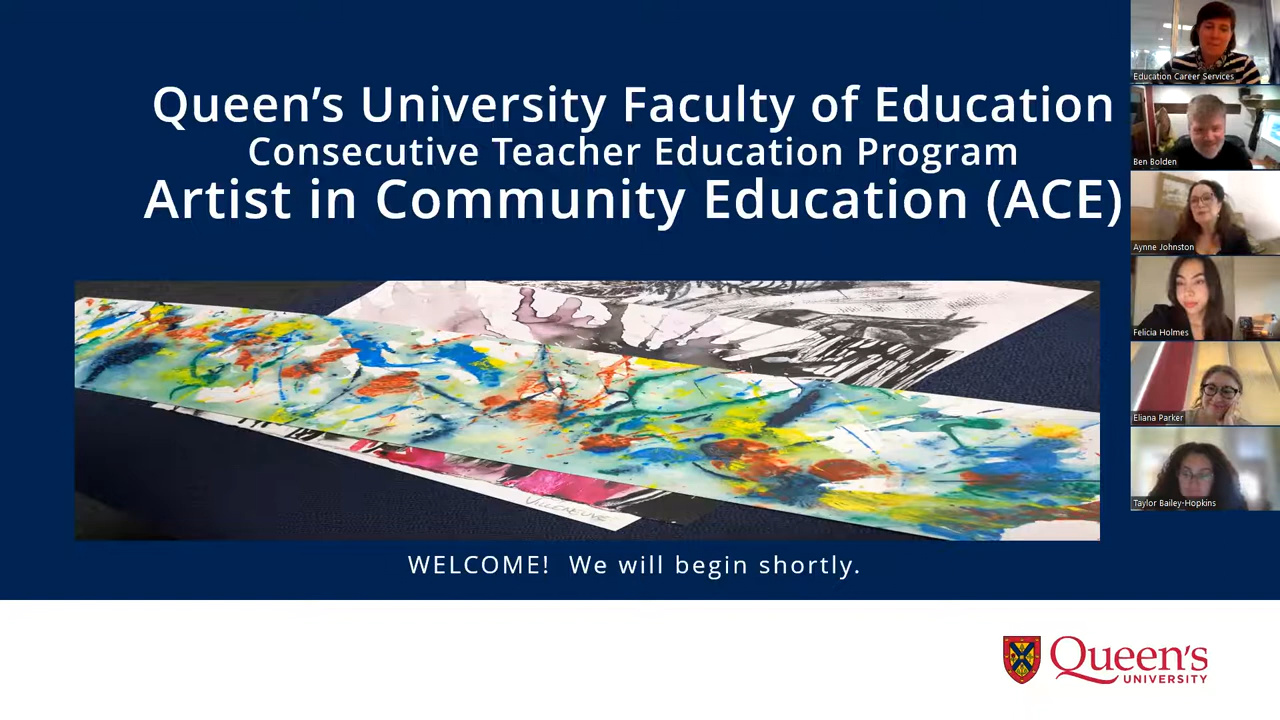 Queen's University Faculty of Education
Consecutive Teacher Education Program
Artist in Community Education (ACE)
VILLENEUVE
WELCOME!  We will begin shortly.
Education Career Services
Ben Bolden
Aynne Johnston
Felicia Holmes
Eliana Parker
Taylor Bailey-Hopkins
Queen's
UNIVERSITY